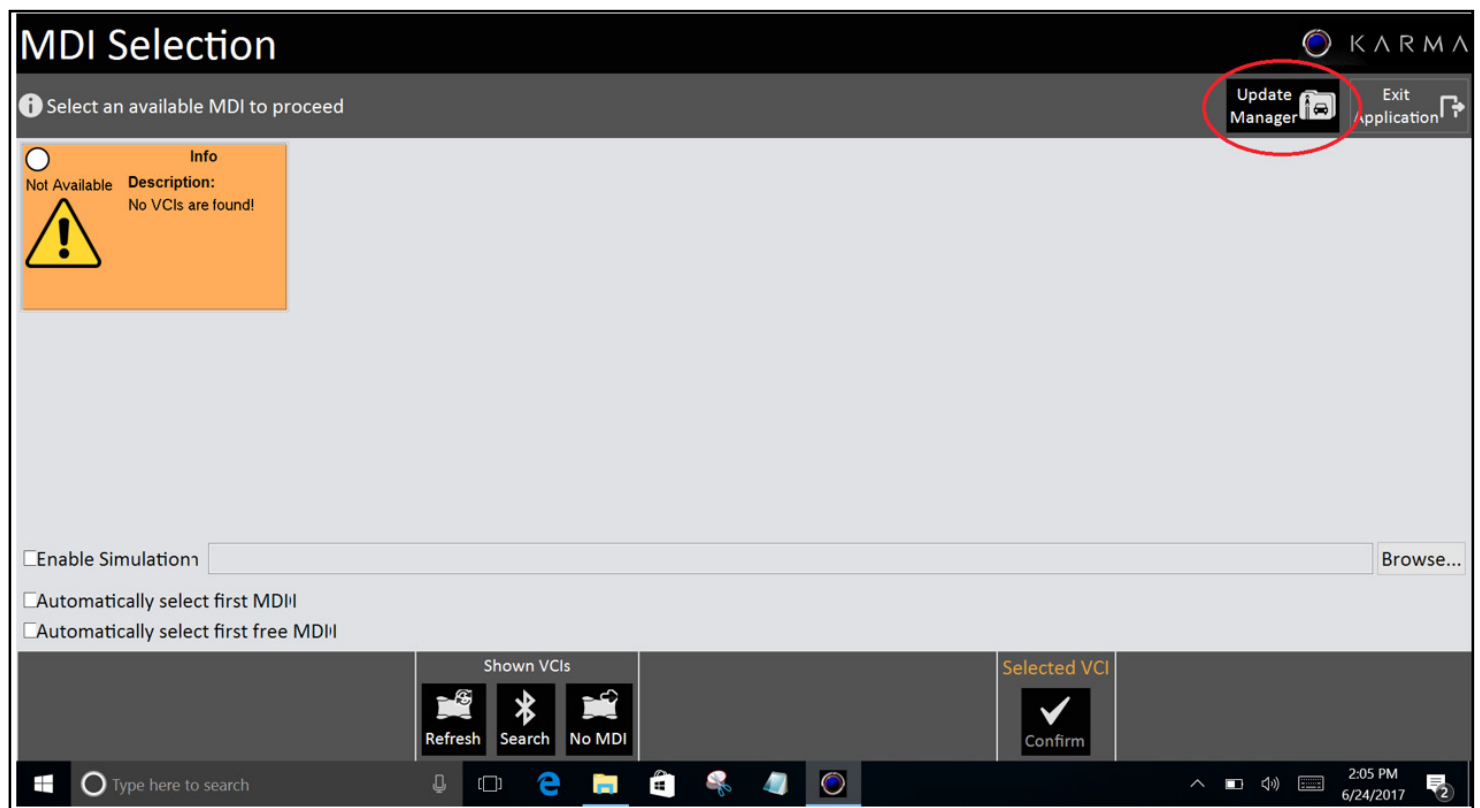 MDI Selection
KARMA
Select an available MDI to proceed
Update
Manager
Exit
Application
Info
Not Available
Description:
No VCIs are found!
Enable Simulation
Browse...
Automatically select first MDI
Automatically select first free MDI
Shown VCIs
Refresh
Search
No MDI
Selected VCI
Confirm
Type here to search
2:05 PM
6/24/2017
2